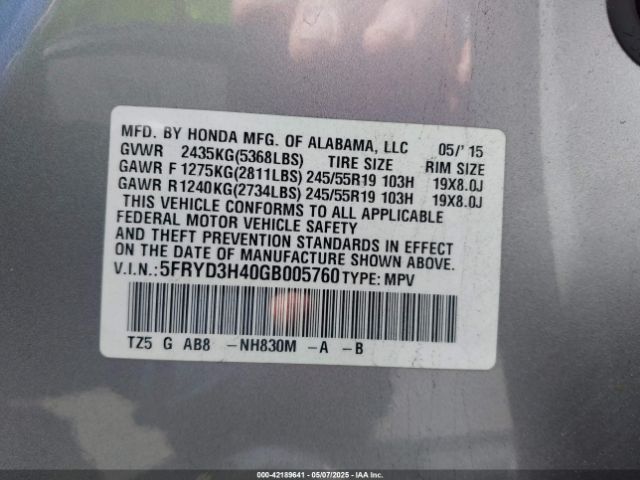 MFD. BY HONDA MFG. OF ALABAMA, LLC 05/'15
GVWR 2435KG(5368LBS) TIRE SIZE RIM SIZE
GAWR F 1275KG(2811LBS) 245/55R19 103H 19X8.0J
GAWR R1240KG(2734LBS) 245/55R19 103H 19X8.0J
THIS VEHICLE CONFORMS TO ALL APPLICABLE
FEDERAL MOTOR VEHICLE SAFETY
AND THEFT PREVENTION STANDARDS IN EFFECT
ON THE DATE OF MANUFACTURE SHOWN ABOVE.
V.I.N.: 5FRYD3H40GB005760 TYPE: MPV
TZ5 G AB8 -NH830M -A -B
000-42189641 - 05/07/2025 - IAA Inc.